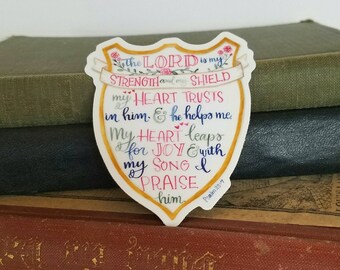 the LORD is my
STRENGTH and my SHIELD
my HEART TRUSTS
in him & he helps me.
My HEART leaps
for JOY & with
my SONG I
PRAISE
him.